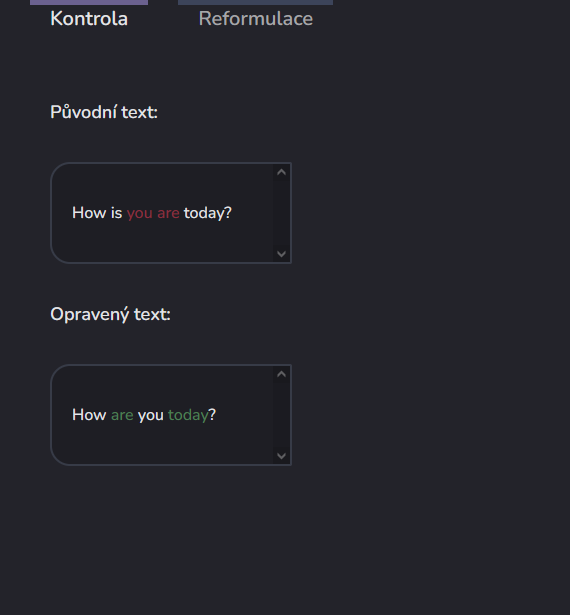 Kontrola Reformulace
Původní text:
How is you are today?
Opravený text:
How are you today?